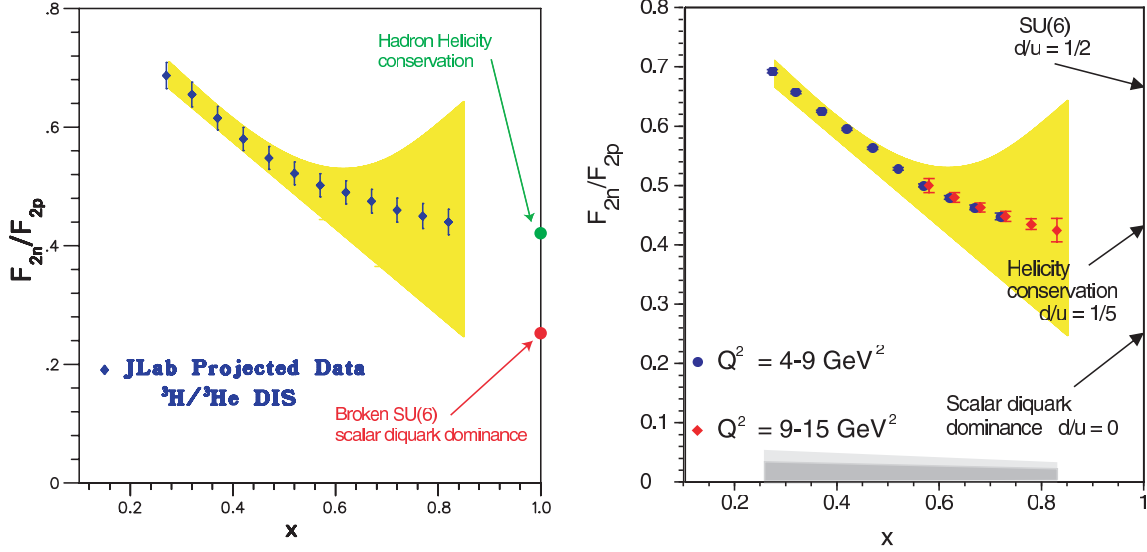 Hadron Helicity
conservation
.6
.4
.2
0
F2n/F2p
JLab Projected Data
³H/³He DIS
Broken SU(6)
scalar diquark dominance
0.2
0.4
0.6
0.8
1.0
x
SU(6)
d/u = 1/2
0.8
0.7
0.6
0.5
0.4
0.3
0.2
0.1
0
F2n/F2p
Helicity
conservation
d/u = 1/5
Q² = 4-9 GeV²
Scalar diquark
dominance d/u = 0
Q² = 9-15 GeV²
0.2
0.4
0.6
0.8
1
x